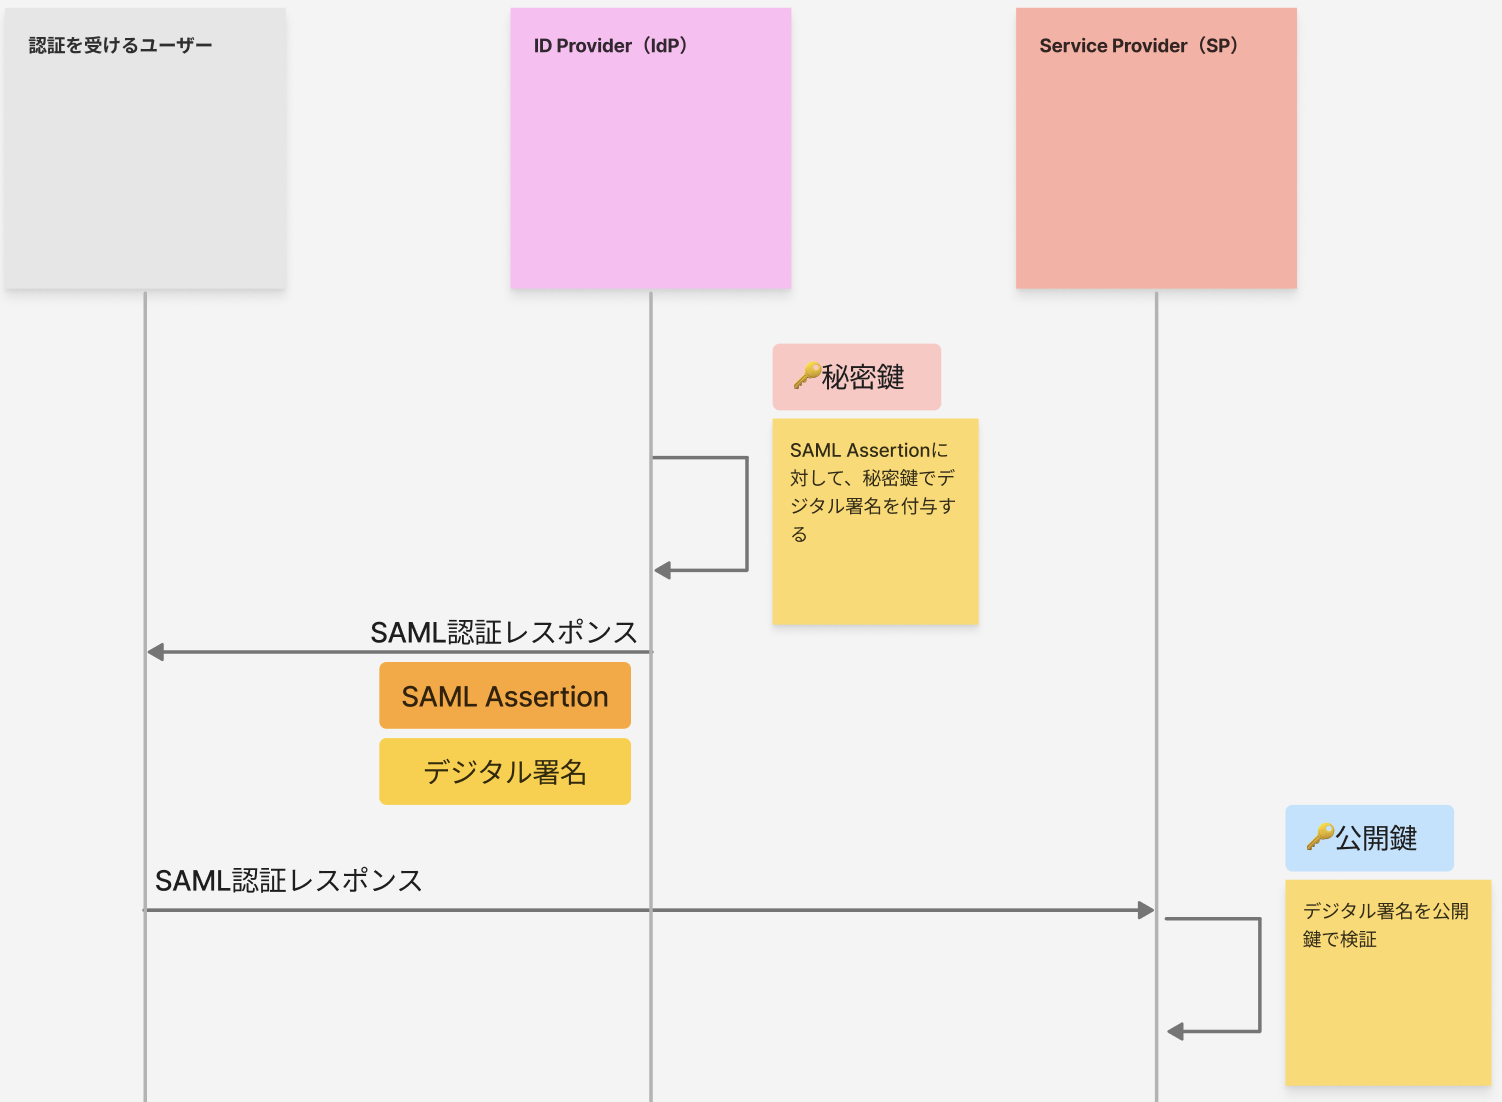 認証を受けるユーザー
ID Provider（IdP）
Service Provider（SP）
🔑秘密鍵
SAML Assertionに
対して、秘密鍵でデ
ジタル署名を付与す
る
SAML認証レスポンス
SAML Assertion
デジタル署名
🔑公開鍵
SAML認証レスポンス
デジタル署名を公開
鍵で検証